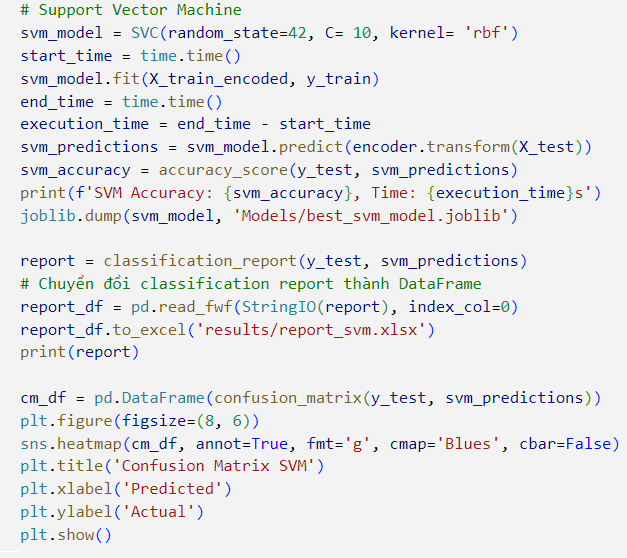 # Support Vector Machine
svm_model = SVC(random_state=42, C= 10, kernel= 'rbf')
start_time = time.time()
svm_model.fit(X_train_encoded, y_train)
end_time = time.time()
execution_time = end_time - start_time
svm_predictions = svm_model.predict(encoder.transform(X_test))
svm_accuracy = accuracy_score(y_test, svm_predictions)
print(f'SVM Accuracy: {svm_accuracy}, Time: {execution_time}s')
joblib.dump(svm_model, 'Models/best_svm_model.joblib')

report = classification_report(y_test, svm_predictions)
# Chuyển đổi classification report thành DataFrame
report_df = pd.read_fwf(StringIO(report), index_col=0)
report_df.to_excel('results/report_svm.xlsx')
print(report)

cm_df = pd.DataFrame(confusion_matrix(y_test, svm_predictions))
plt.figure(figsize=(8, 6))
sns.heatmap(cm_df, annot=True, fmt='g', cmap='Blues', cbar=False)
plt.title('Confusion Matrix SVM')
plt.xlabel('Predicted')
plt.ylabel('Actual')
plt.show()